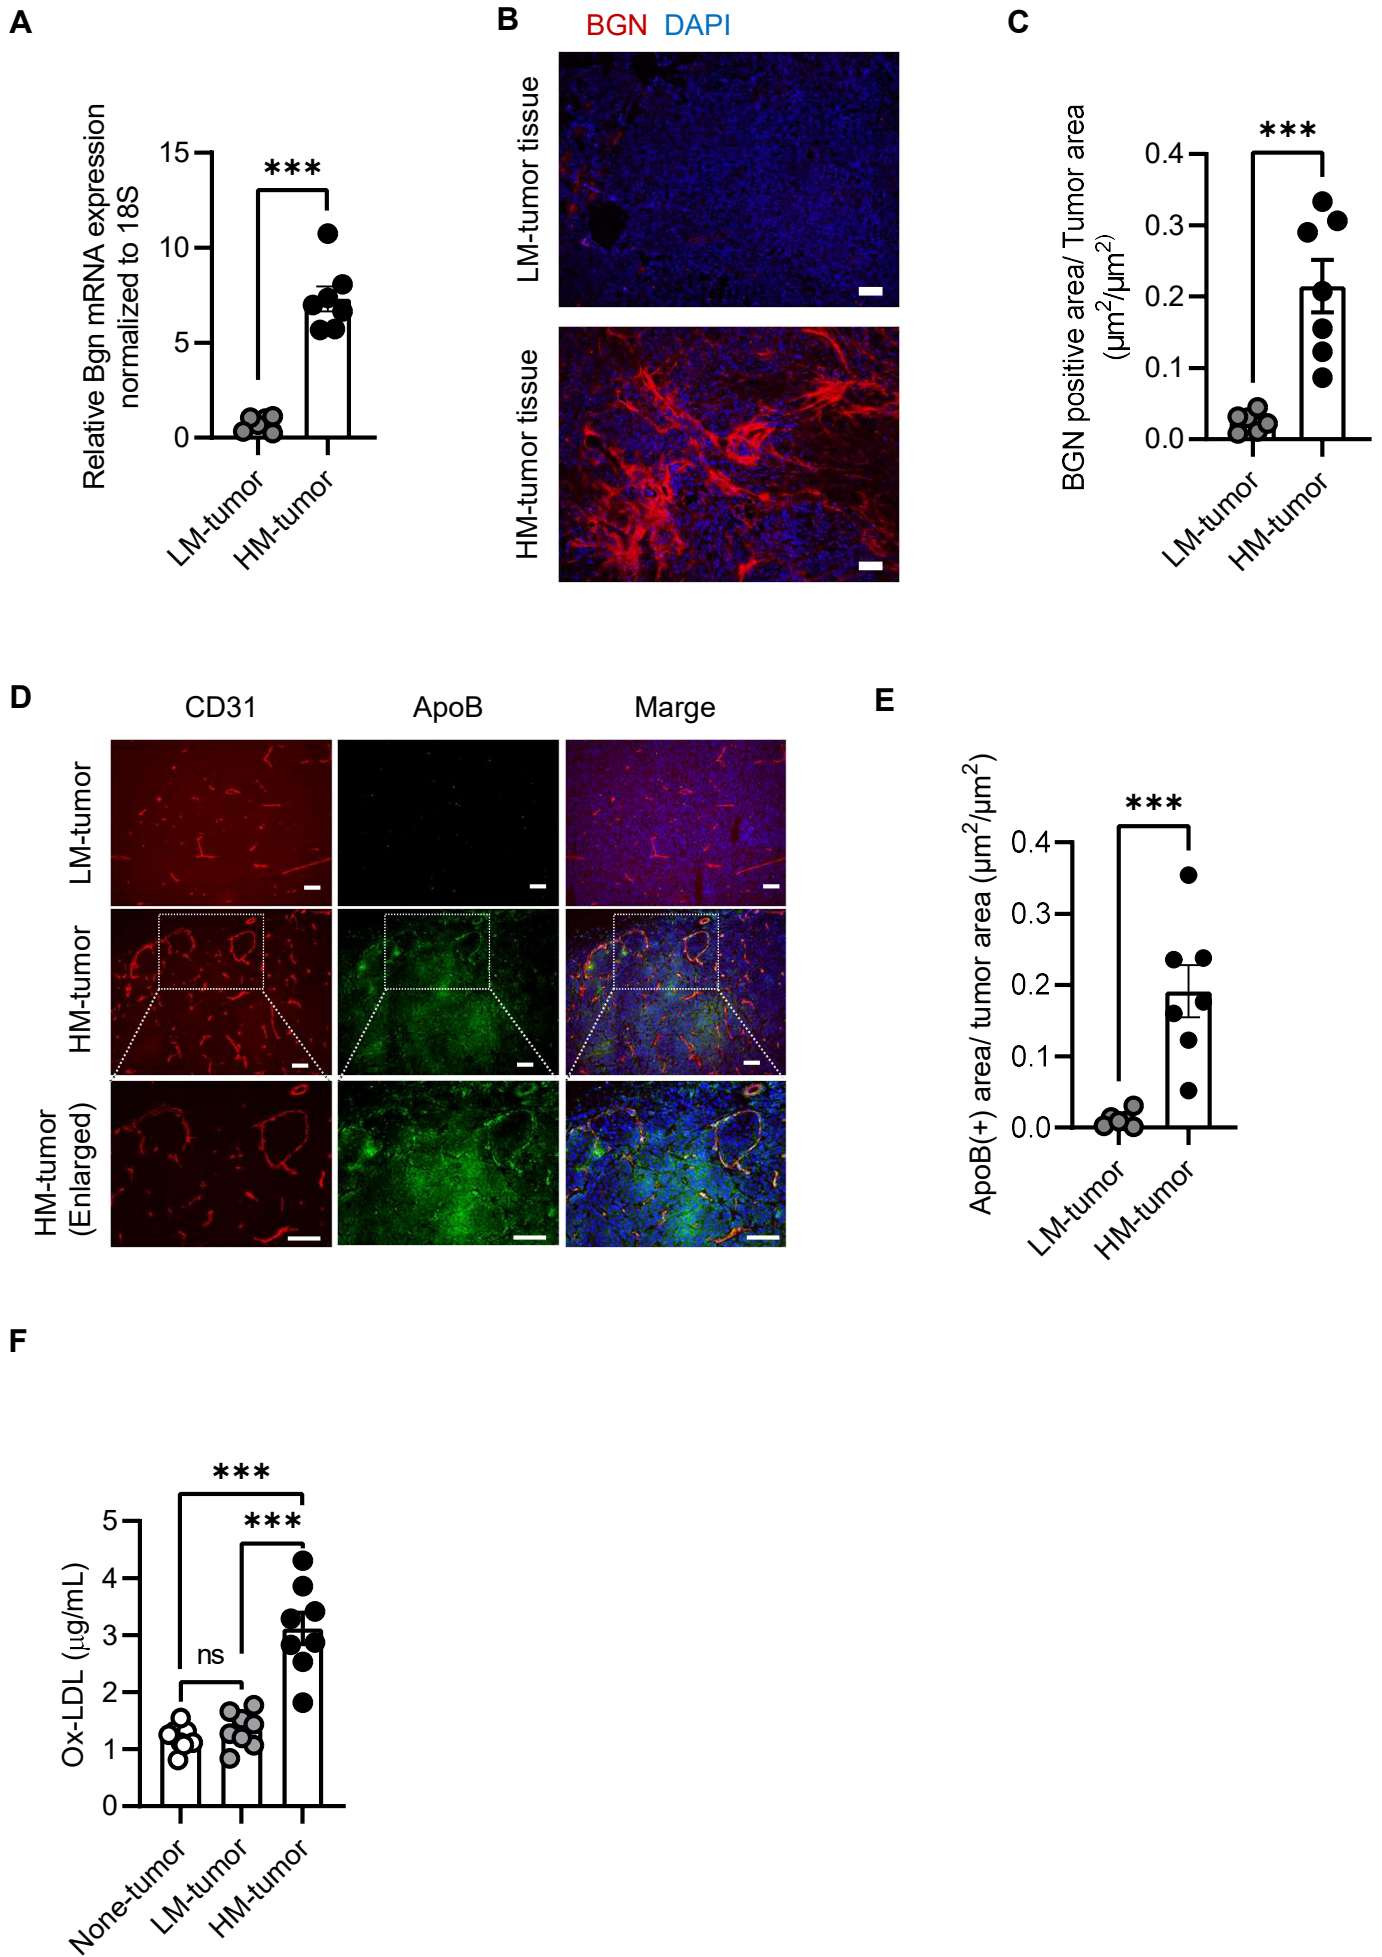 A
Relative Bgn mRNA expression
normalized to 18S
15
10
5
0
***
LM-tumor
HM-tumor
B
BGN DAPI
LM-tumor tissue
HM-tumor tissue
C
BGN positive area/ Tumor area
(µm²/µm²)
0.4
0.3
0.2
0.1
0.0
***
LM-tumor
HM-tumor
D
CD31
ApoB
Marge
LM-tumor
HM-tumor
HM-tumor
(Enlarged)
E
ApoB(+) area/ tumor area (µm²/µm²)
0.4
0.3
0.2
0.1
0.0
***
LM-tumor
HM-tumor
F
Ox-LDL (µg/mL)
5
4
3
2
1
0
***
***
ns
None-tumor
LM-tumor
HM-tumor